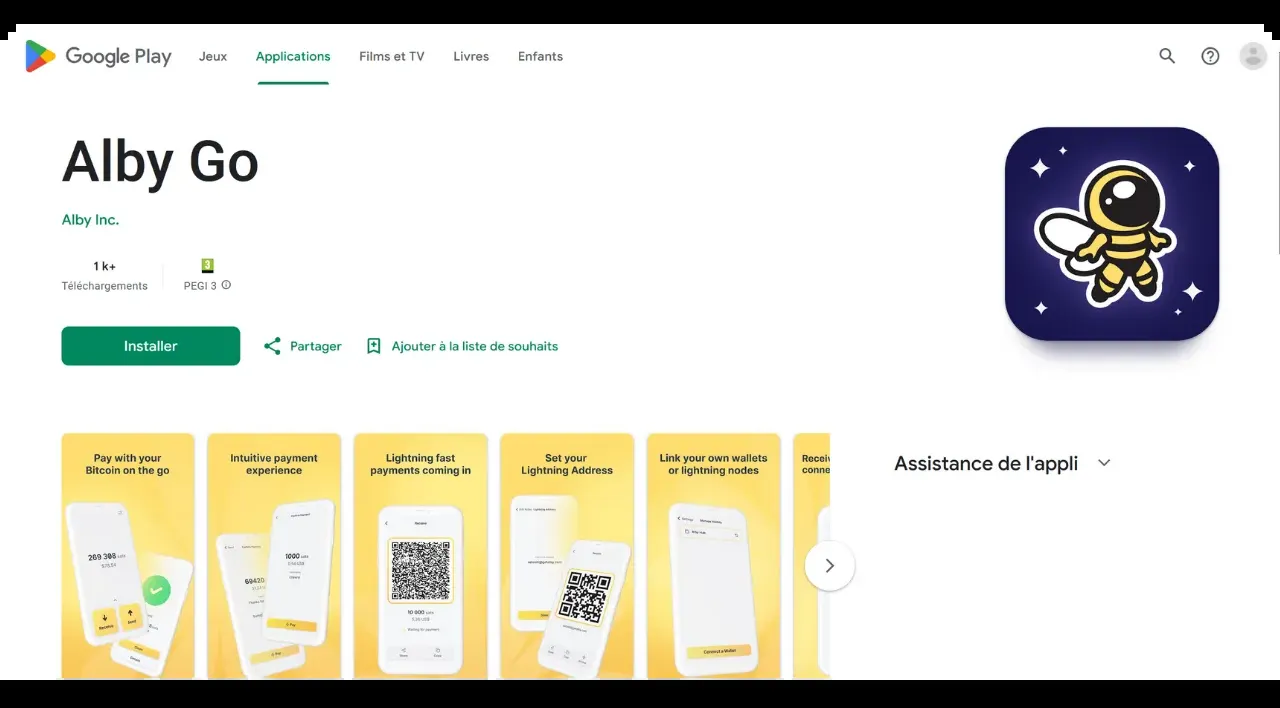 Google Play
Jeux
Applications
Films et TV
Livres
Enfants
Alby Go
Alby Inc.
1 k+
Téléchargements
3
PEGI 3
Installer
Partager
Ajouter à la liste de souhaits
Pay with your
Bitcoin on the go
269 308 sats
Receive
Send
Intuitive payment
experience
1000 sats
Pay
Lightning fast
payments coming in
Receive
10 000 sats
Waiting for payment
Share
Copy
Set your
Lightning Address
Link your own wallets
or lightning nodes
Connect a Wallet
Receiv
conne
Assistance de l'appli